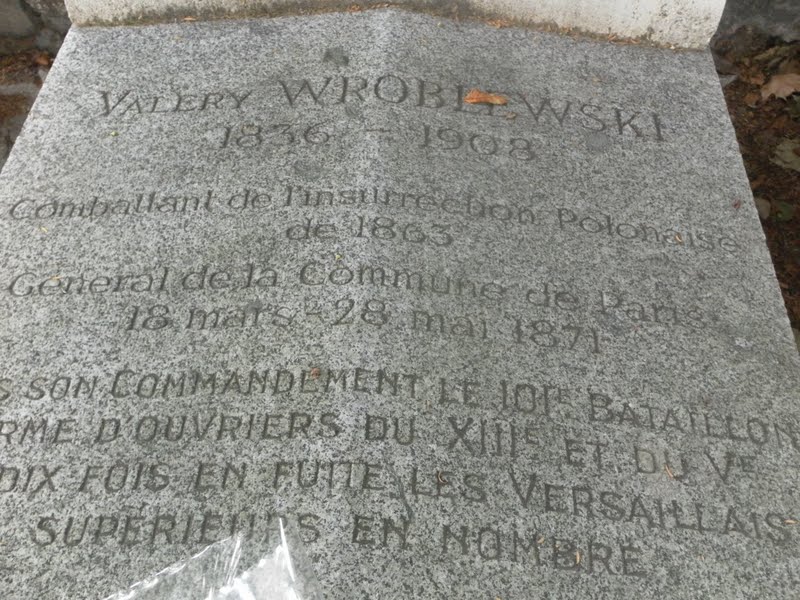 Valery WROBLEWSKI
1836 - 1908
Combattant de l'insurrection Polonaise
de 1863
General de la Commune de Paris
18 mars - 28 mai 1871
S SON COMMANDEMENT LE 101E BATAILLON
RME D'OUVRIERS DU XIIIE ET DU VE
DIX FOIS EN FUITE LES VERSAILLAIS
SUPERIEURS EN NOMBRE